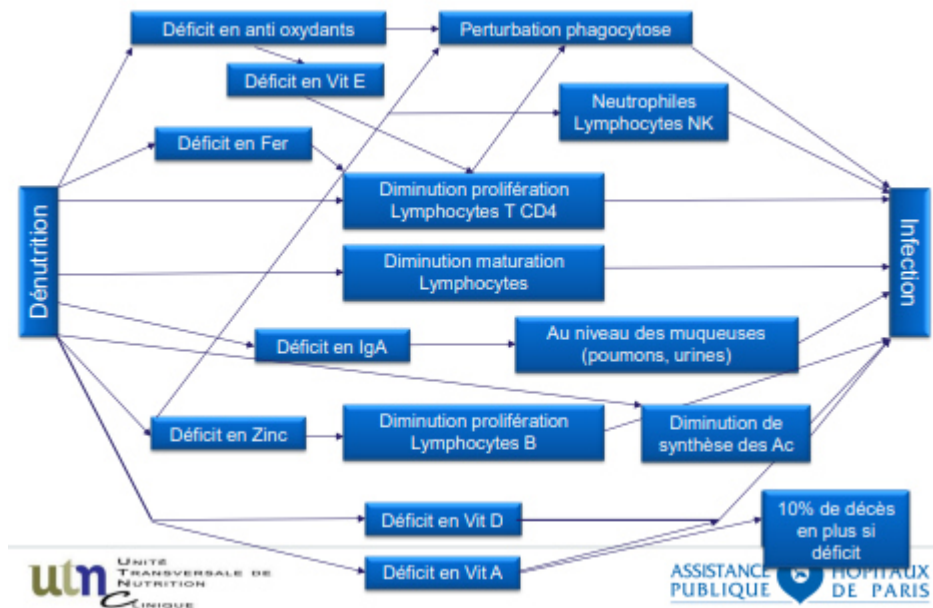 Déficit en anti oxydants
Perturbation phagocytose
Déficit en Vit E
Neutrophiles
Lymphocytes NK
Déficit en Fer
Diminution prolifération
Lymphocytes T CD4
Dénutrition
Infection
Diminution maturation
Lymphocytes
Déficit en IgA
Au niveau des muqueuses
(poumons, urines)
Déficit en Zinc
Diminution prolifération
Lymphocytes B
Diminution de
synthèse des Ac
Déficit en Vit D
10% de décès
en plus si
déficit
Déficit en Vit A
utn
UNITÉ
TRANSVERSALE DE
NUTRITION
CLINIQUE
ASSISTANCE HÔPITAUX
PUBLIQUE DE PARIS